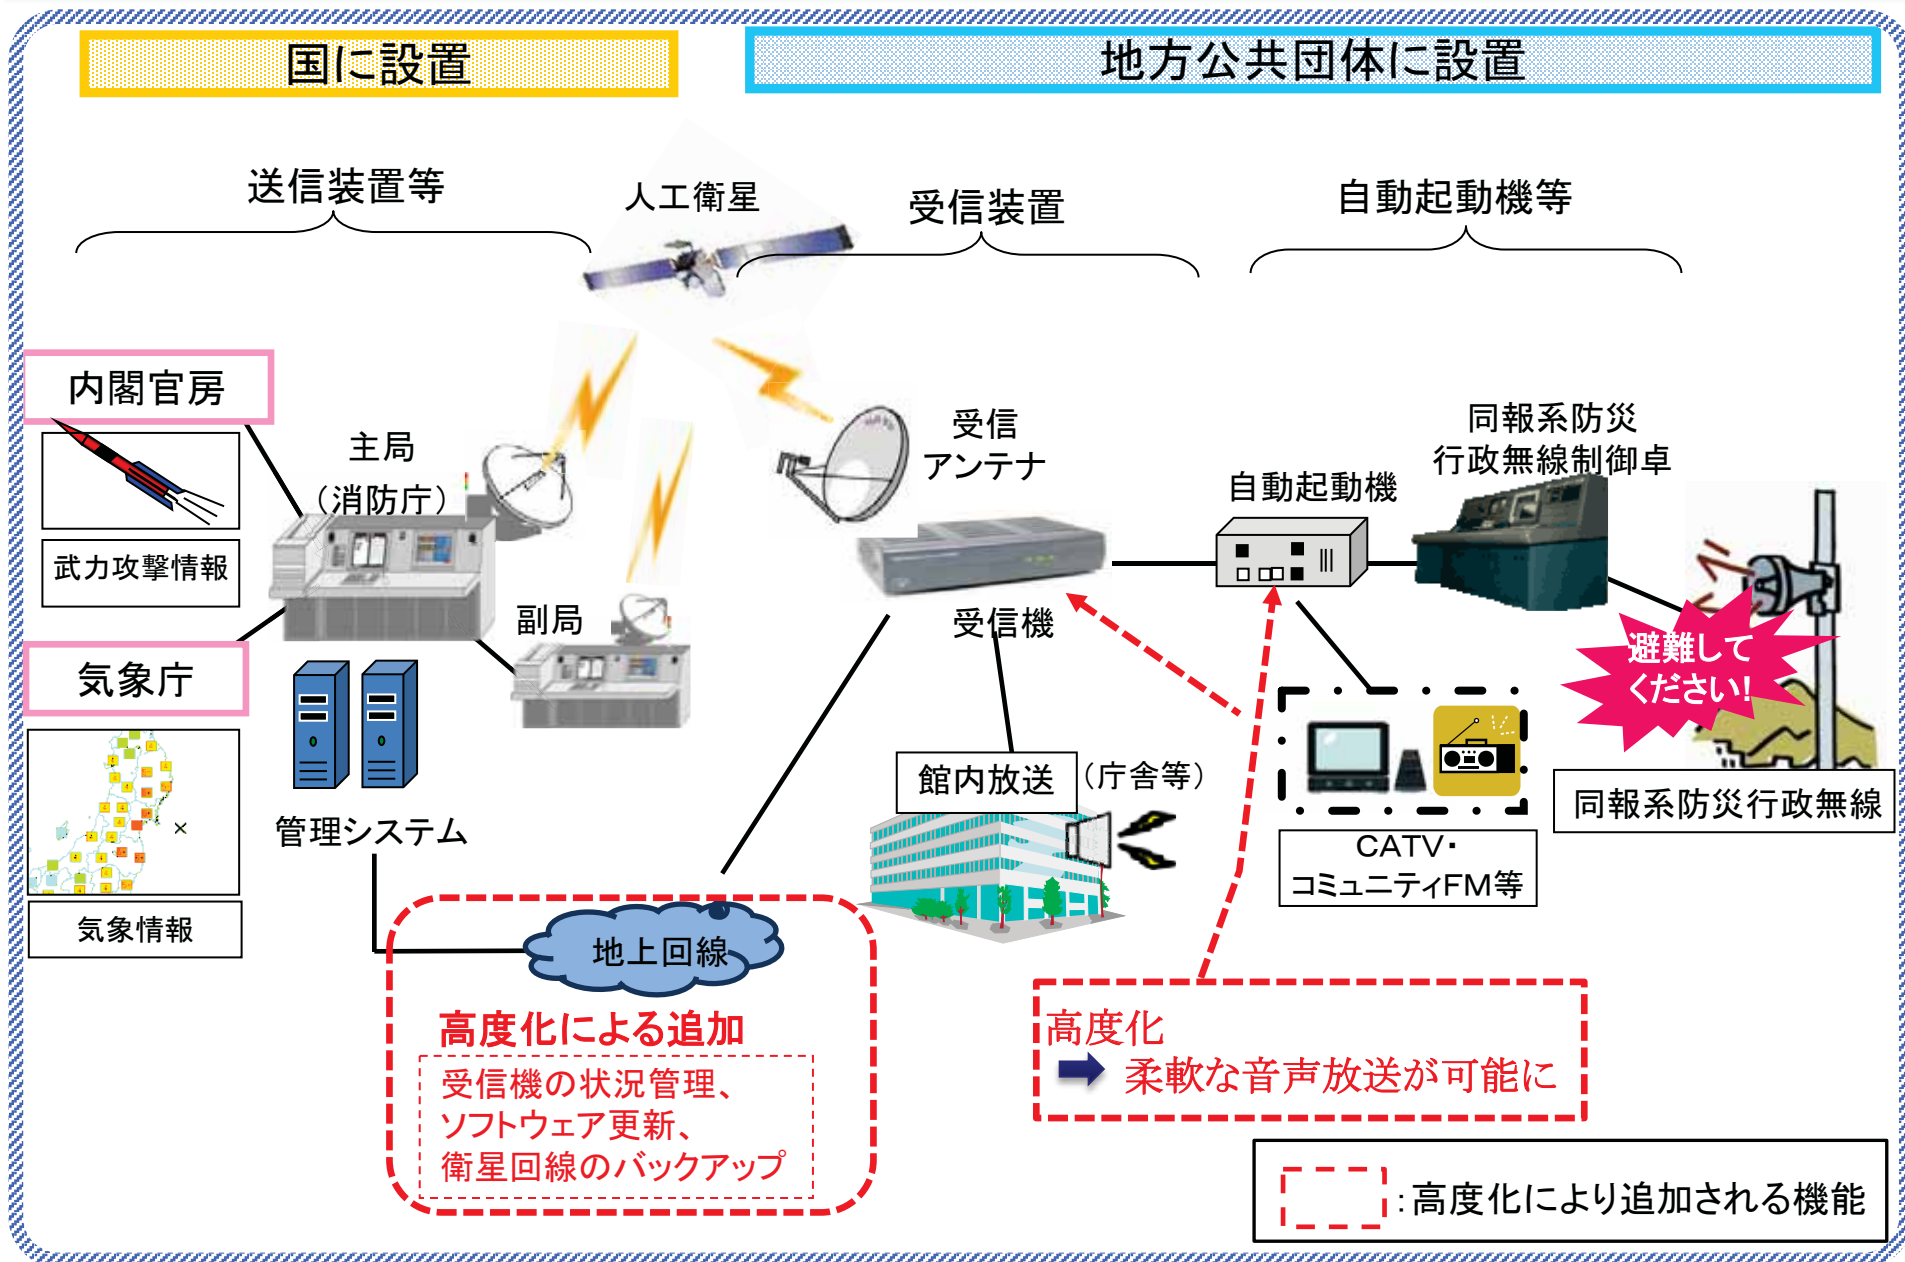 国に設置
地方公共団体に設置
送信装置等
人工衛星
受信装置
自動起動機等
内閣官房
武力攻撃情報
主局
（消防庁）
副局
気象庁
気象情報
管理システム
受信
アンテナ
受信機
自動起動機
同報系防災
行政無線制御卓
避難して
ください!
同報系防災行政無線
館内放送
（庁舎等）
CATV・
コミュニティFM等
地上回線
高度化による追加
受信機の状況管理、
ソフトウェア更新、
衛星回線のバックアップ
高度化
柔軟な音声放送が可能に
：高度化により追加される機能